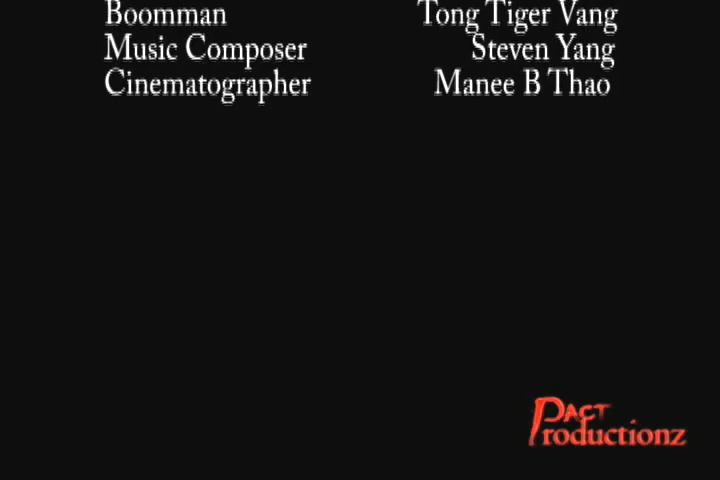 Boomman Tong Tiger Vang
Music Composer Steven Yang
Cinematographer Manee B Thao
Pact
Productionz